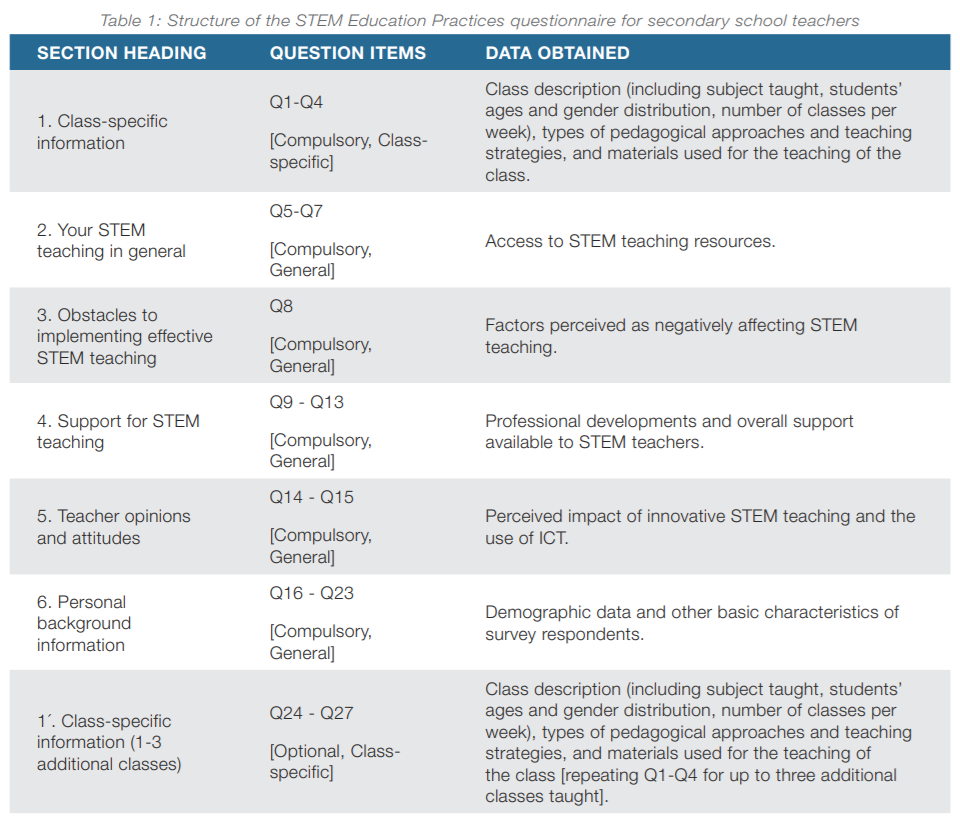 Table 1: Structure of the STEM Education Practices questionnaire for secondary school teachers
SECTION HEADING QUESTION ITEMS DATA OBTAINED
1. Class-specific
information
Q1-Q4
[Compulsory, Class-
specific]
Class description (including subject taught, students’
ages and gender distribution, number of classes per
week), types of pedagogical approaches and teaching
strategies, and materials used for the teaching of the
class.
2. Your STEM
teaching in general
Q5-Q7
[Compulsory,
General]
Access to STEM teaching resources.
3. Obstacles to
implementing effective
STEM teaching
Q8
[Compulsory,
General]
Factors perceived as negatively affecting STEM
teaching.
4. Support for STEM
teaching
Q9 - Q13
[Compulsory,
General]
Professional developments and overall support
available to STEM teachers.
5. Teacher opinions
and attitudes
Q14 - Q15
[Compulsory,
General]
Perceived impact of innovative STEM teaching and the
use of ICT.
6. Personal
background
information
Q16 - Q23
[Compulsory,
General]
Demographic data and other basic characteristics of
survey respondents.
1´. Class-specific
information (1-3
additional classes)
Q24 - Q27
[Optional, Class-
specific]
Class description (including subject taught, students’
ages and gender distribution, number of classes per
week), types of pedagogical approaches and teaching
strategies, and materials used for the teaching of
the class [repeating Q1-Q4 for up to three additional
classes taught].